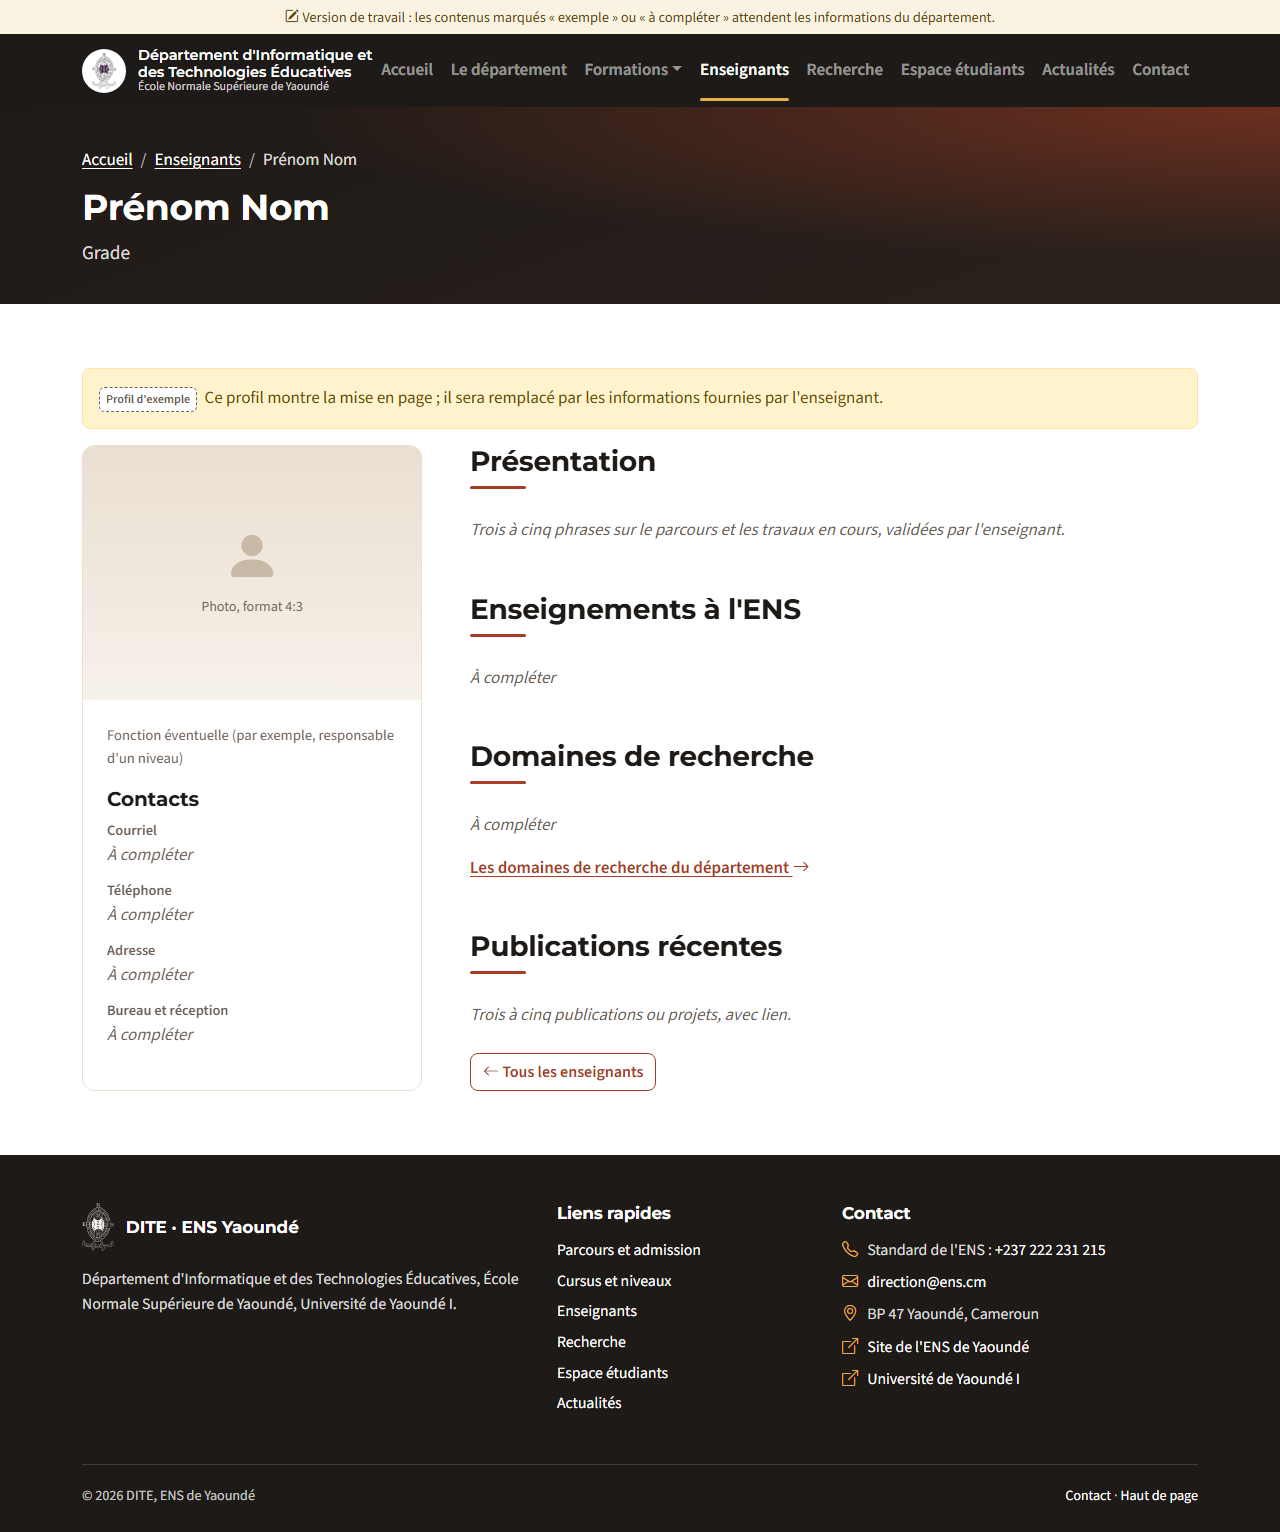 Version de travail : les contenus marqués « exemple » ou « à compléter » attendent les informations du département.
Département d'Informatique et
des Technologies Éducatives
École Normale Supérieure de Yaoundé
Accueil Le département Formations Enseignants Recherche Espace étudiants Actualités Contact
Accueil / Enseignants / Prénom Nom
Prénom Nom
Grade
Profil d'exemple Ce profil montre la mise en page ; il sera remplacé par les informations fournies par l'enseignant.
Photo, format 4:3
Fonction éventuelle (par exemple, responsable
d'un niveau)
Contacts
Courriel
À compléter
Téléphone
À compléter
Adresse
À compléter
Bureau et réception
À compléter
Présentation
Trois à cinq phrases sur le parcours et les travaux en cours, validées par l'enseignant.
Enseignements à l'ENS
À compléter
Domaines de recherche
À compléter
Les domaines de recherche du département →
Publications récentes
Trois à cinq publications ou projets, avec lien.
← Tous les enseignants
DITE · ENS Yaoundé
Département d'Informatique et des Technologies Éducatives, École
Normale Supérieure de Yaoundé, Université de Yaoundé I.
Liens rapides
Parcours et admission
Cursus et niveaux
Enseignants
Recherche
Espace étudiants
Actualités
Contact
Standard de l'ENS : +237 222 231 215
direction@ens.cm
BP 47 Yaoundé, Cameroun
Site de l'ENS de Yaoundé
Université de Yaoundé I
© 2026 DITE, ENS de Yaoundé
Contact · Haut de page